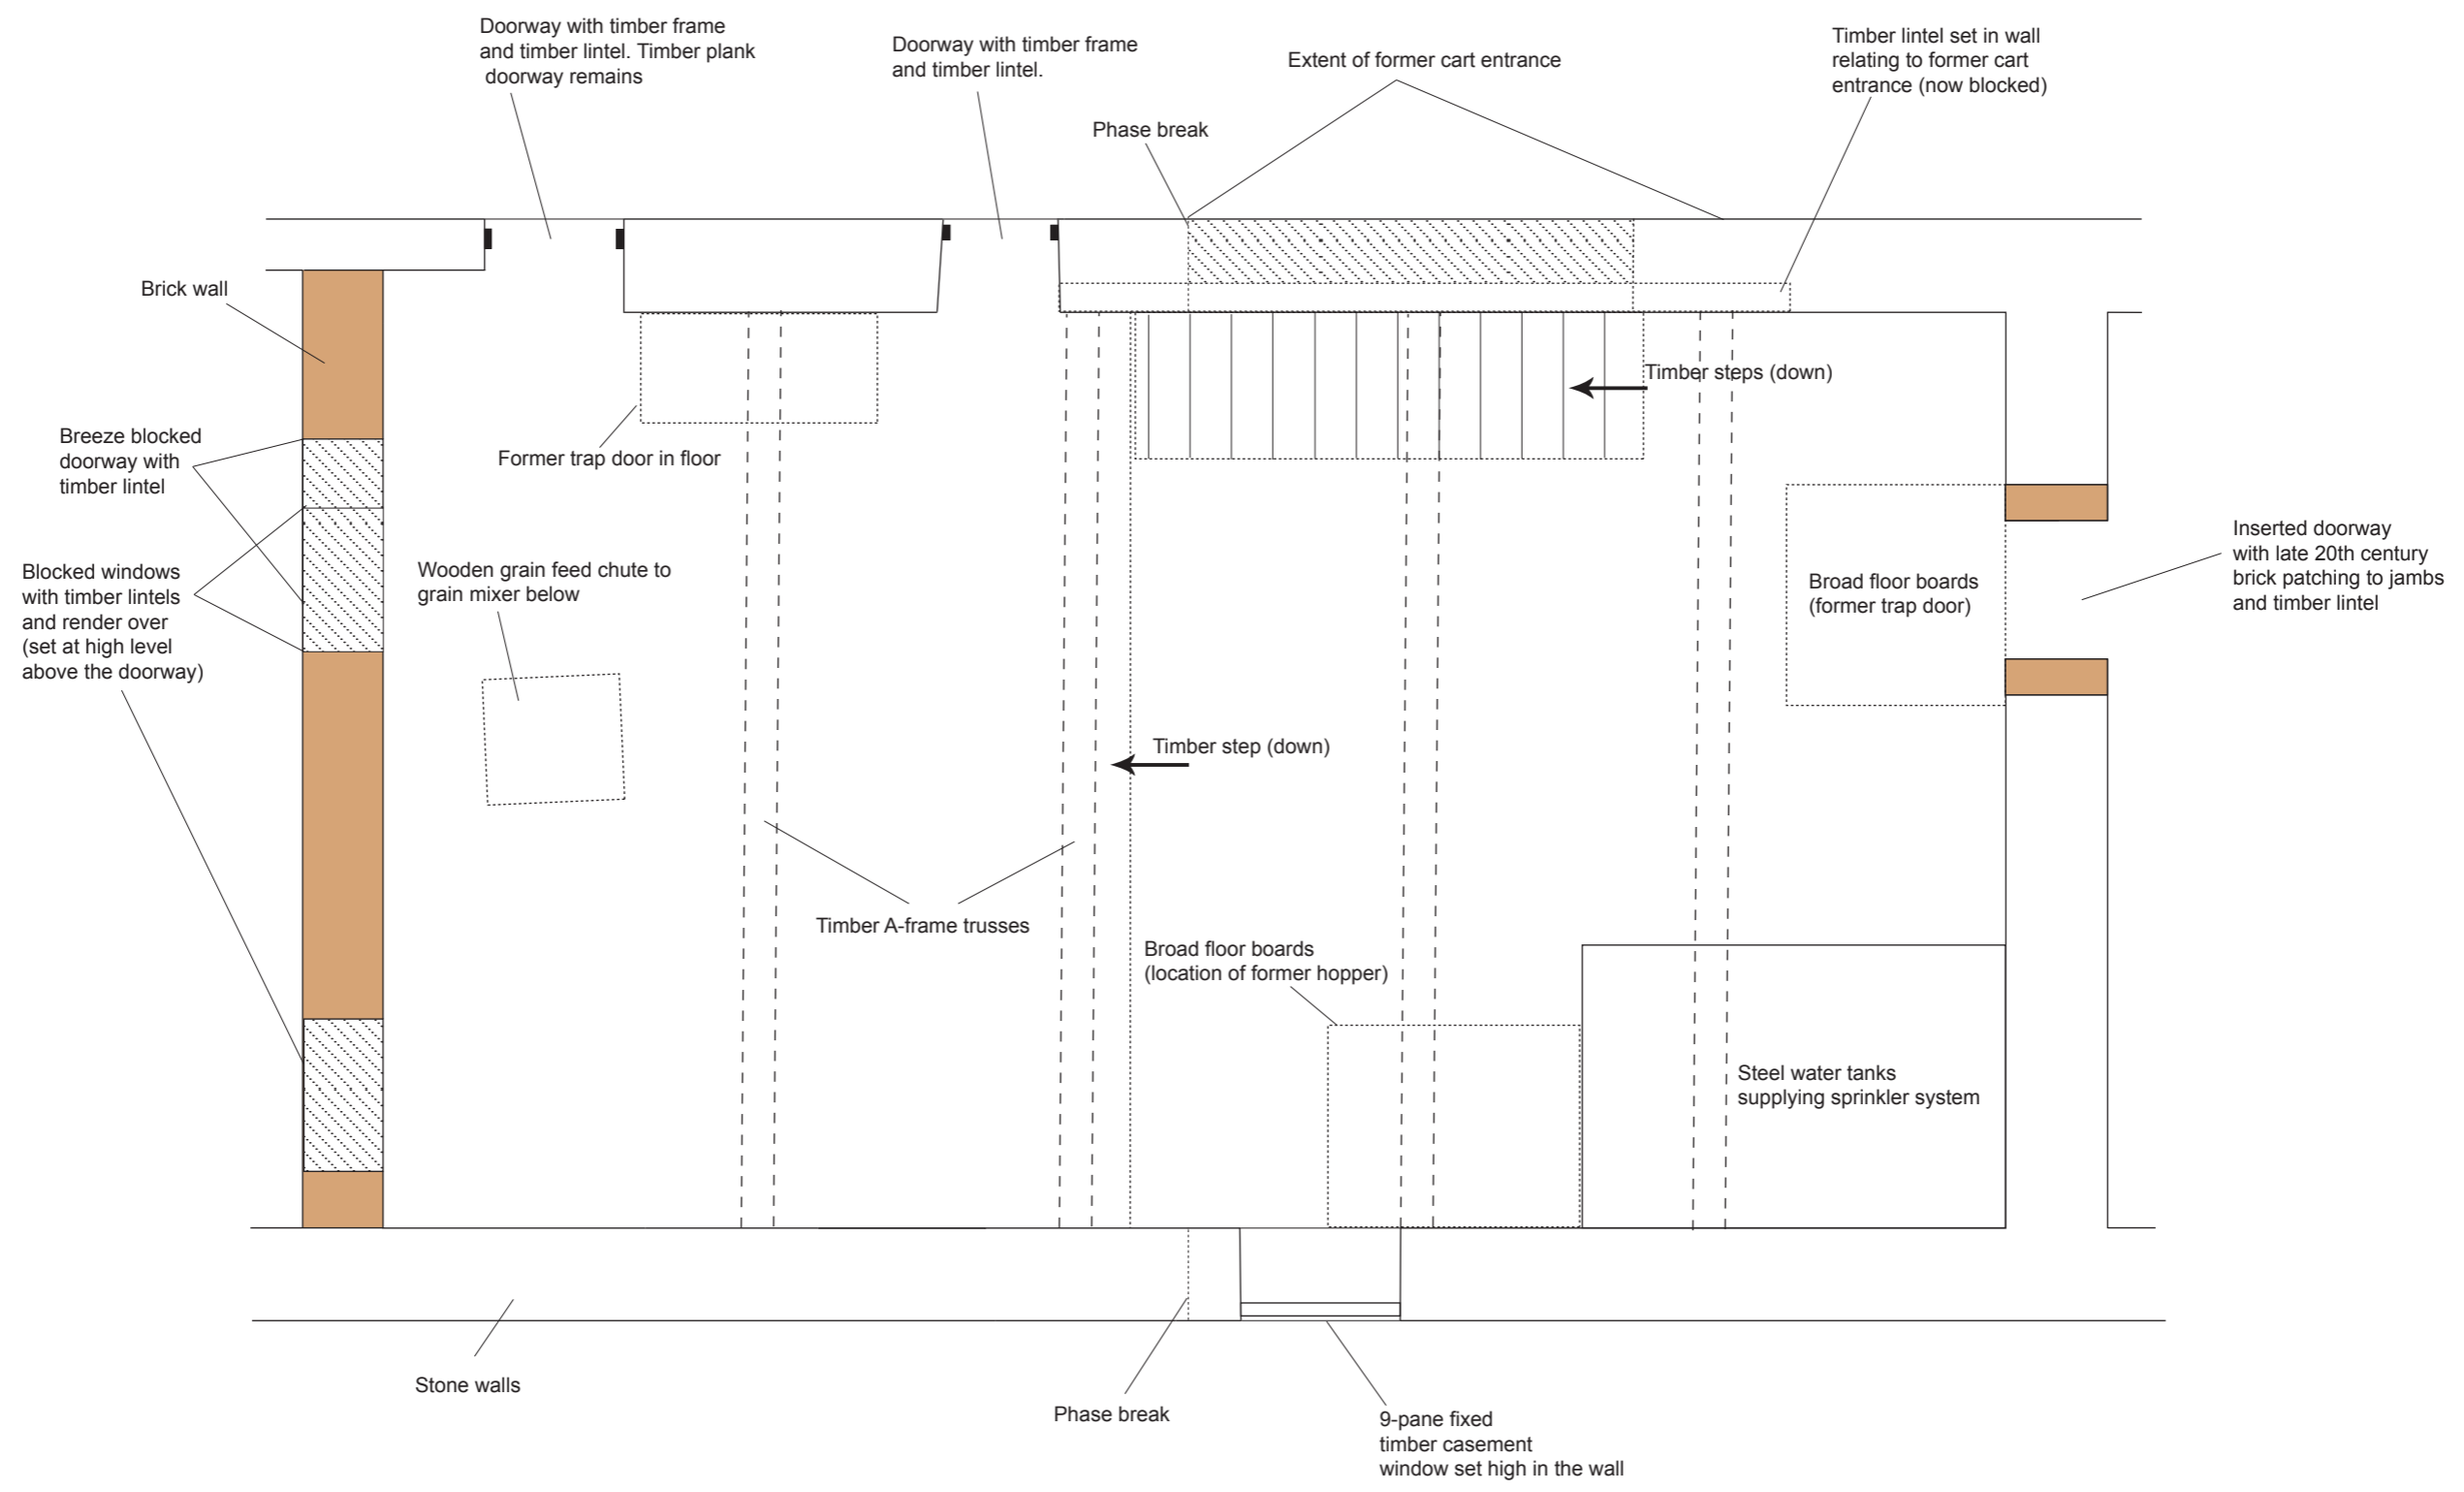 Doorway with timber frame
and timber lintel. Timber plank
doorway remains
Doorway with timber frame
and timber lintel.
Extent of former cart entrance
Timber lintel set in wall
relating to former cart
entrance (now blocked)
Phase break
Brick wall
Timber steps (down)
Breeze blocked
doorway with
timber lintel
Former trap door in floor
Inserted doorway
with late 20th century
brick patching to jambs
and timber lintel
Blocked windows
with timber lintels
and render over
(set at high level
above the doorway)
Wooden grain feed chute to
grain mixer below
Broad floor boards
(former trap door)
Timber step (down)
Timber A-frame trusses
Broad floor boards
(location of former hopper)
Steel water tanks
supplying sprinkler system
Stone walls
Phase break
9-pane fixed
timber casement
window set high in the wall